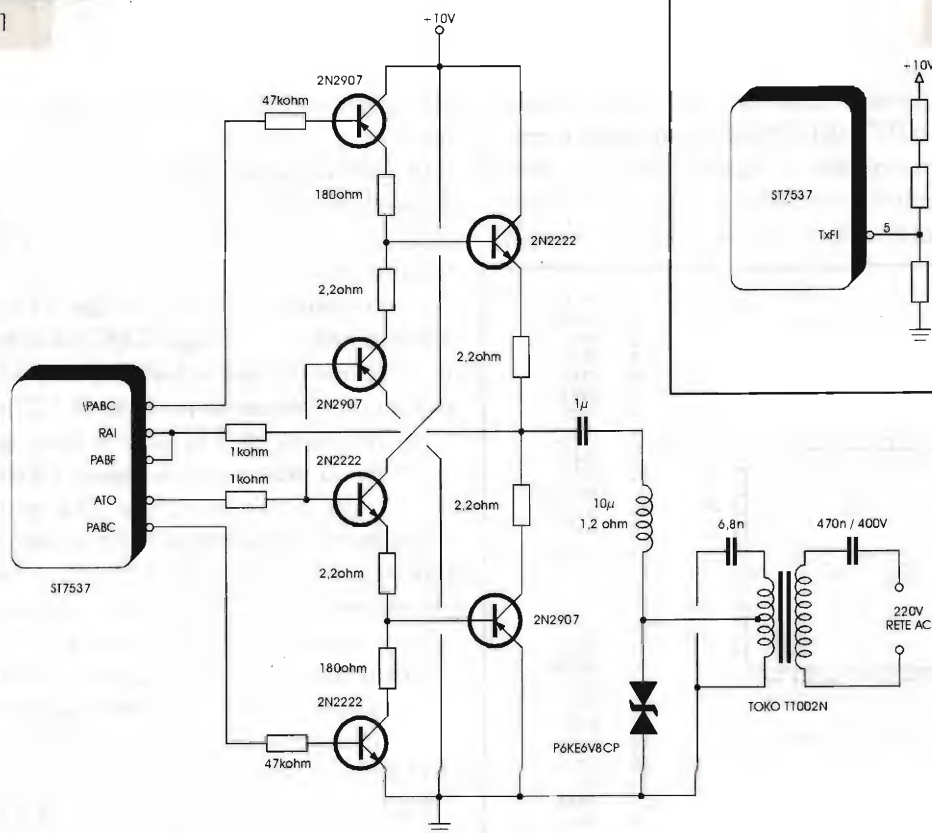 +10V
2N2907
47kohm
180ohm
2N2222
2,2ohm
2N2907
2,2ohm
\PABC
RAI
PABF
ATO
PABC
ST7537
1kohm
1kohm
2N2222
1µ
2,2ohm
10µ
1,2 ohm
6,8n
470n / 400V
2,2ohm
2N2907
220V
RETE AC
180ohm
2N2222
TOKO TT002N
P6KE6V8CP
47kohm
+10V
ST7537
TxFI
5